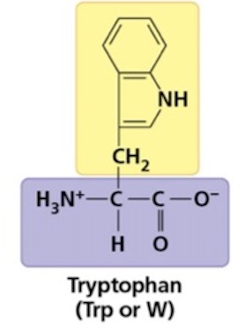 NH
CH₂
H₃N⁺—C—C—O⁻
H O
Tryptophan
(Trp or W)